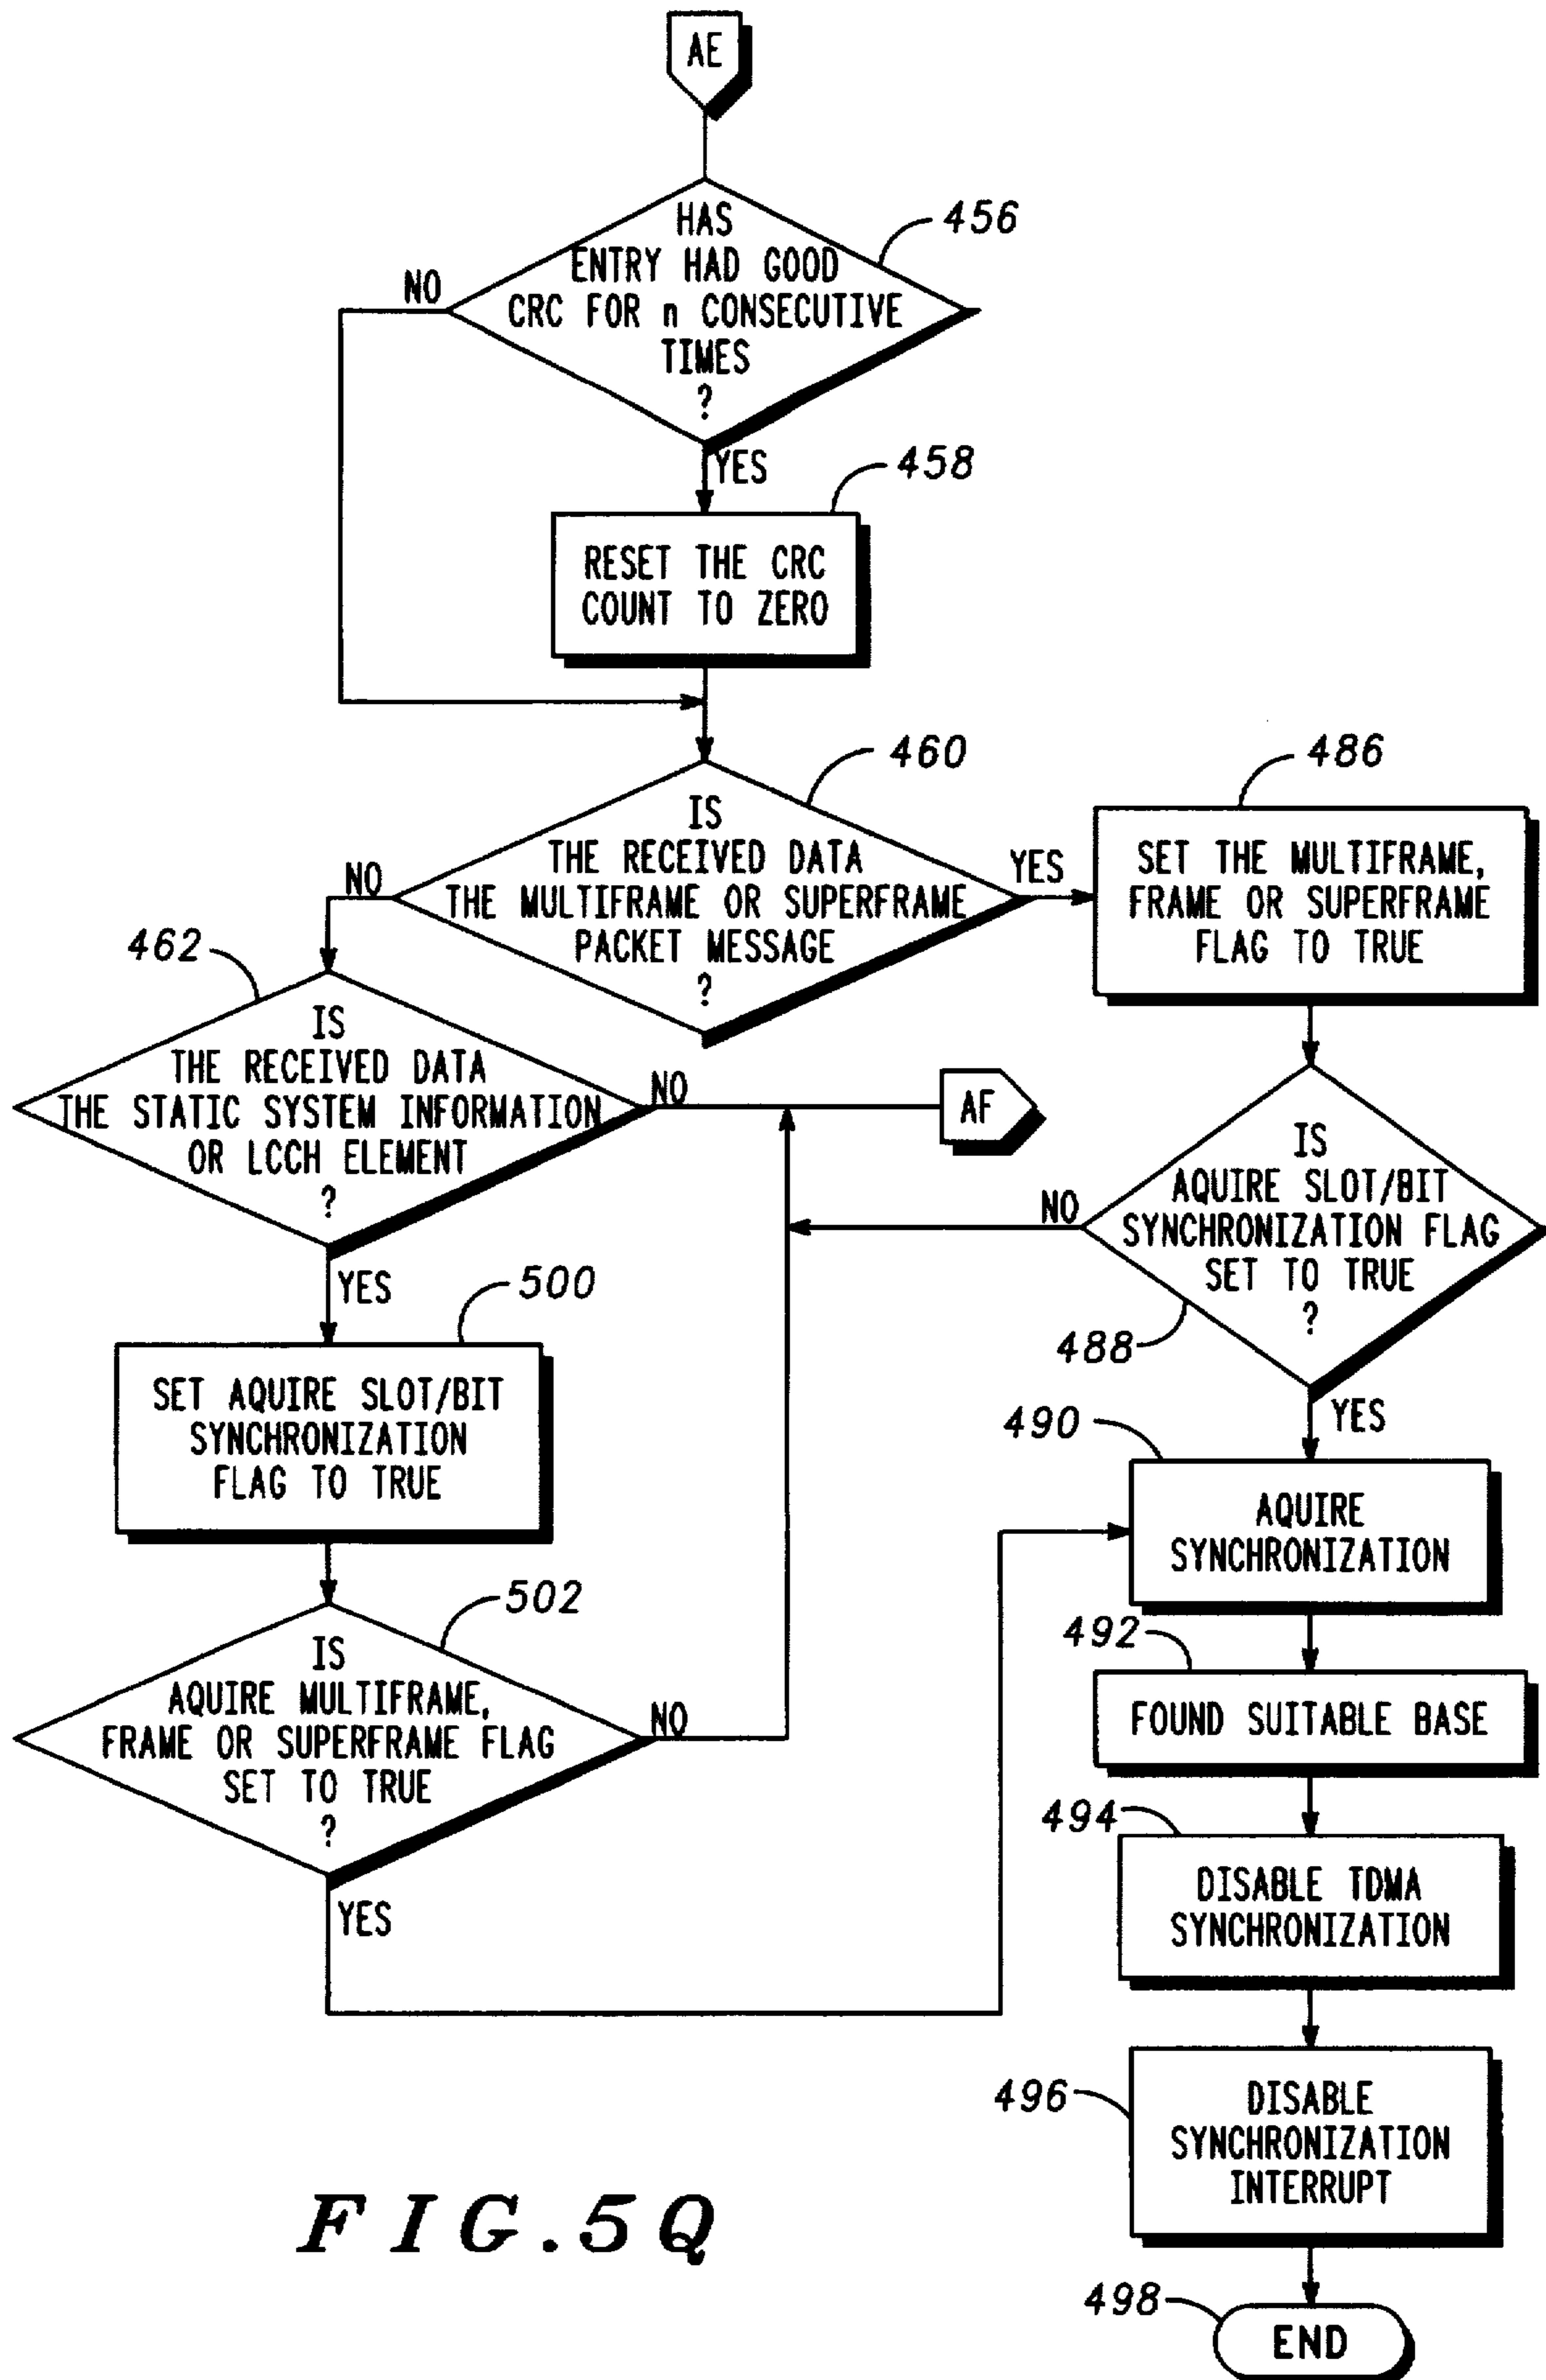 AE
HAS
ENTRY HAD GOOD
CRC FOR n CONSECUTIVE
TIMES
?
456
NO
YES
458
RESET THE CRC
COUNT TO ZERO
460
IS
THE RECEIVED DATA
THE MULTIFRAME OR SUPERFRAME
PACKET MESSAGE
?
NO
YES
486
SET THE MULTIFRAME,
FRAME OR SUPERFRAME
FLAG TO TRUE
462
IS
THE RECEIVED DATA
THE STATIC SYSTEM INFORMATION
OR LCCH ELEMENT
?
NO
AF
YES
IS
AQUIRE SLOT/BIT
SYNCHRONIZATION FLAG
SET TO TRUE
?
NO
488
YES
500
SET AQUIRE SLOT/BIT
SYNCHRONIZATION
FLAG TO TRUE
490
AQUIRE
SYNCHRONIZATION
502
IS
AQUIRE MULTIFRAME,
FRAME OR SUPERFRAME FLAG
SET TO TRUE
?
NO
YES
492
FOUND SUITABLE BASE
494
DISABLE TDMA
SYNCHRONIZATION
496
DISABLE
SYNCHRONIZATION
INTERRUPT
498
END
FIG.5Q